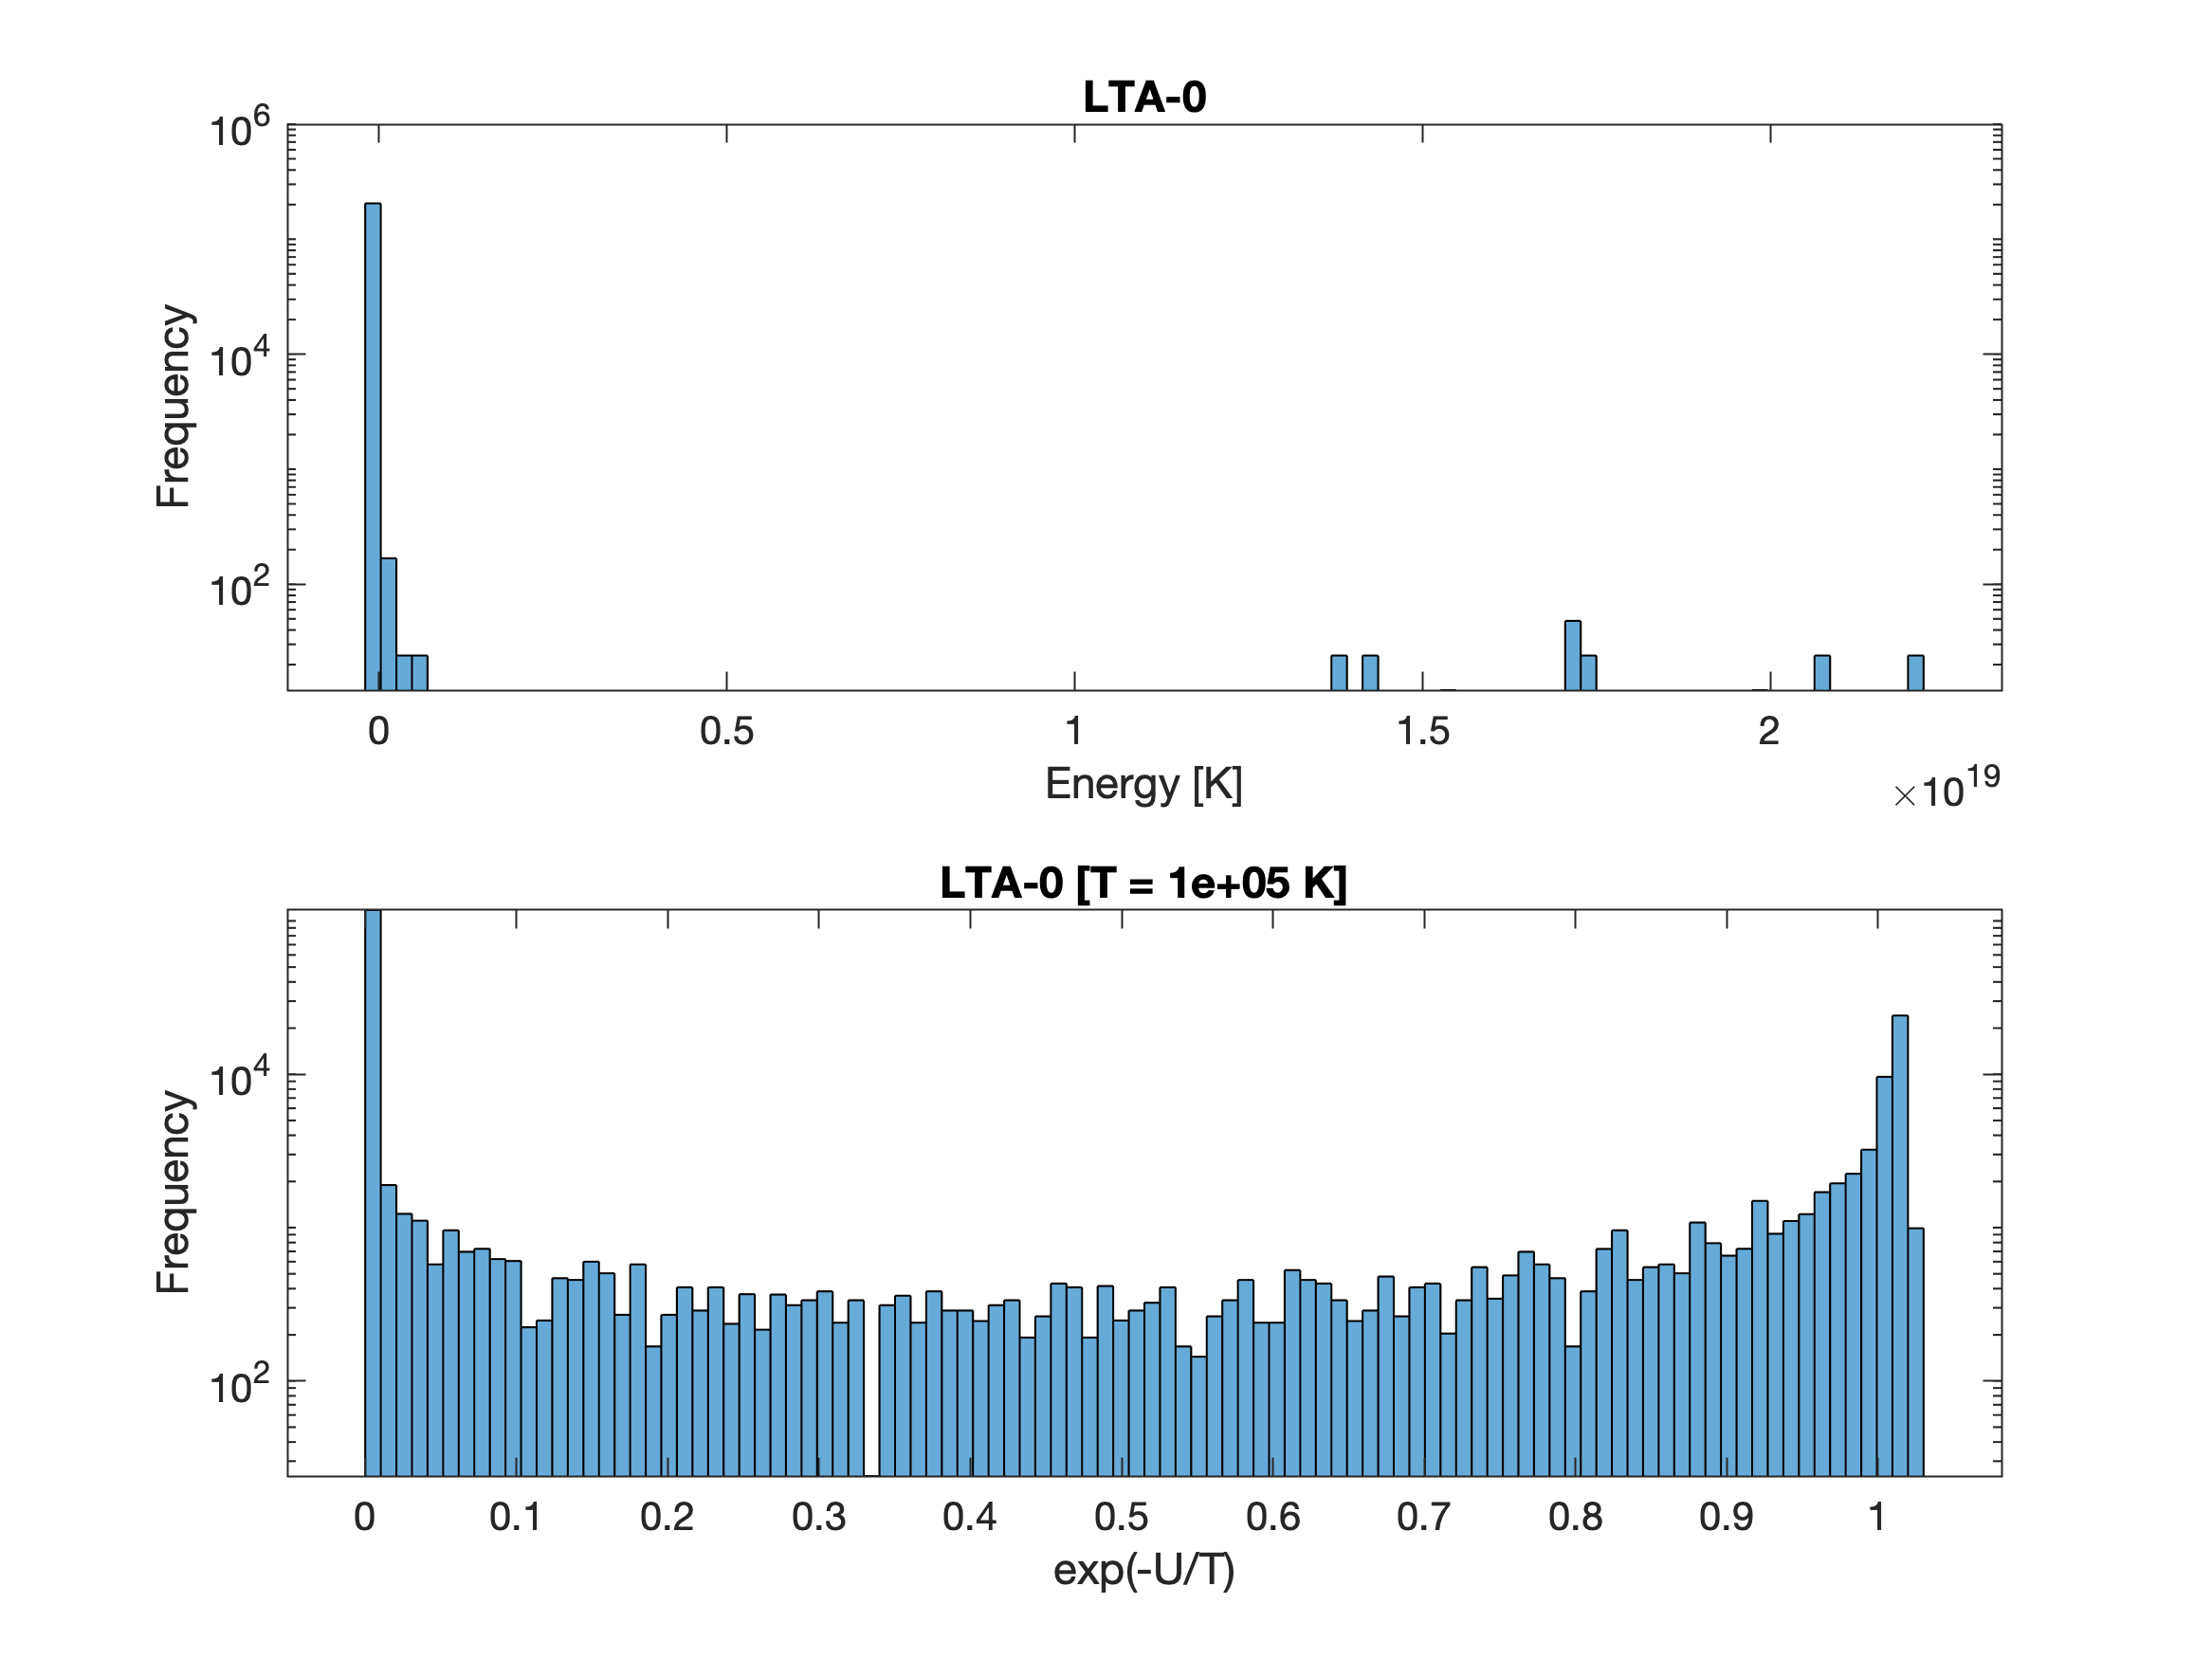 LTA-0
10^6
10^4
10^2
Frequency
0 0.5 1 1.5 2
Energy [K]
×10^19
LTA-0 [T = 1e+05 K]
10^4
10^2
Frequency
0 0.1 0.2 0.3 0.4 0.5 0.6 0.7 0.8 0.9 1
exp(-U/T)